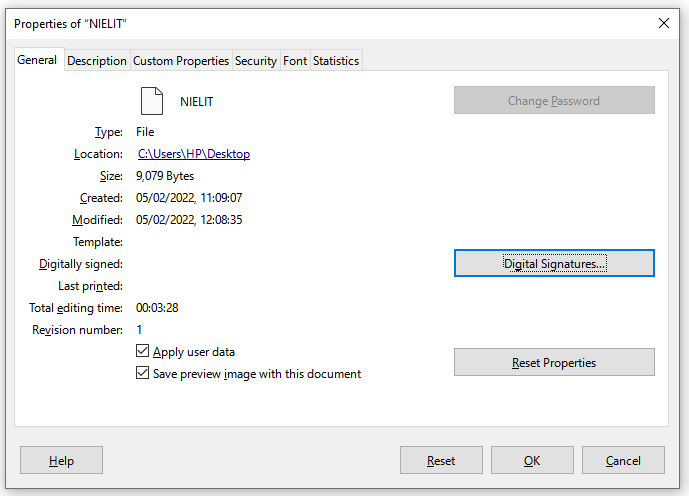 Properties of “NIELIT”
General Description Custom Properties Security Font Statistics
NIELIT
Change Password
Type: File
Location: C:\Users\HP\Desktop
Size: 9,079 Bytes
Created: 05/02/2022, 11:09:07
Modified: 05/02/2022, 12:08:35
Template:
Digitally signed:
Digital Signatures...
Last printed:
Total editing time: 00:03:28
Revision number: 1
Apply user data
Save preview image with this document
Reset Properties
Help Reset OK Cancel